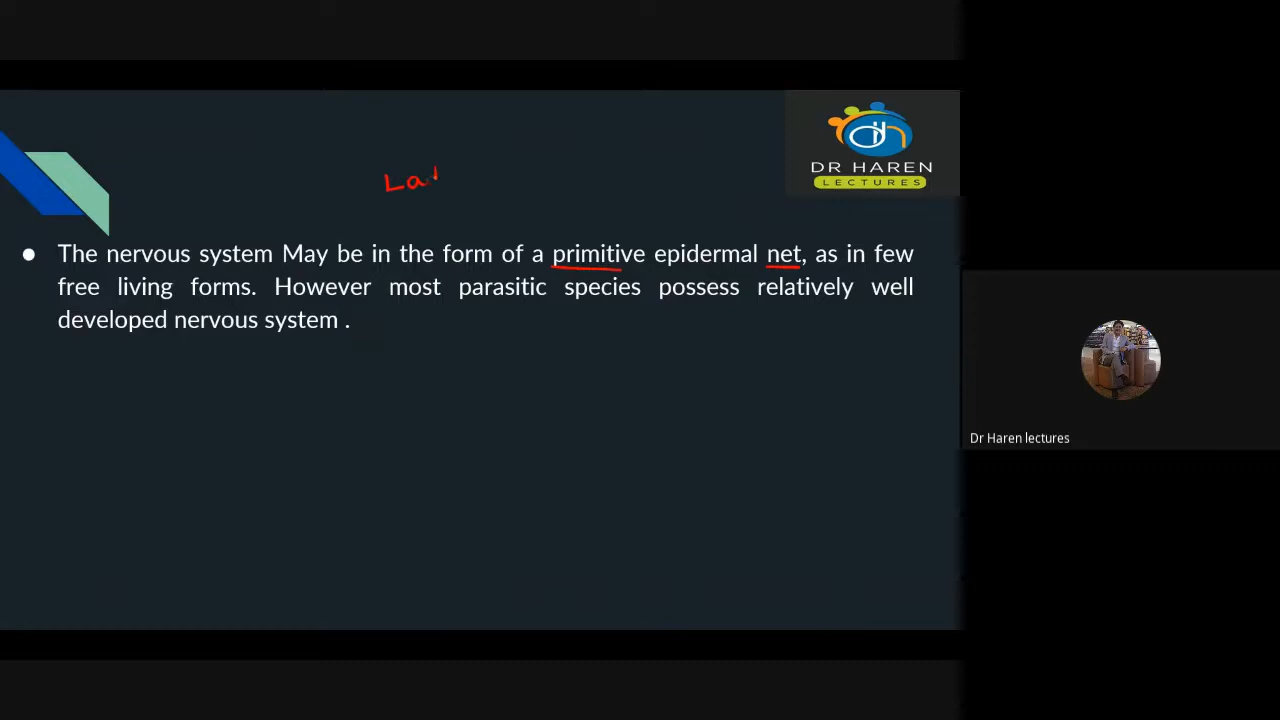 DR HAREN
LECTURES
Lad
The nervous system May be in the form of a primitive epidermal net, as in few
free living forms. However most parasitic species possess relatively well
developed nervous system .
Dr Haren lectures